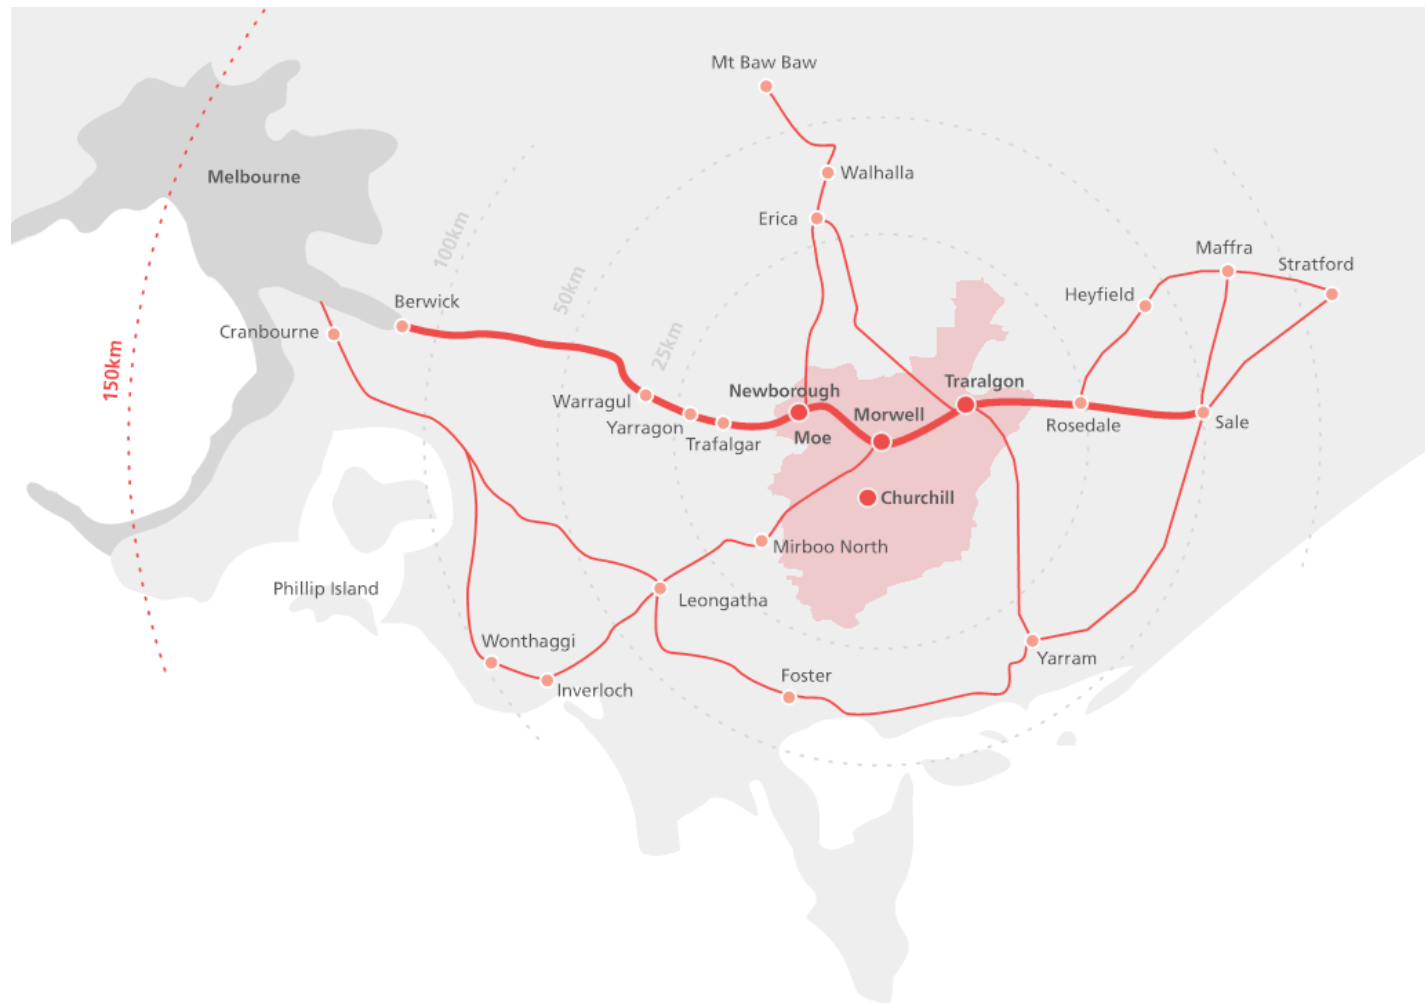 Mt Baw Baw
Walhalla
Melbourne
Erica
100km
Maffra
Stratford
50km
Heyfield
Berwick
Cranbourne
25km
150km
Newborough
Traralgon
Warragul
Morwell
Yarragon
Trafalgar
Moe
Rosedale
Sale
Churchill
Mirboo North
Phillip Island
Leongatha
Wonthaggi
Yarram
Foster
Inverloch